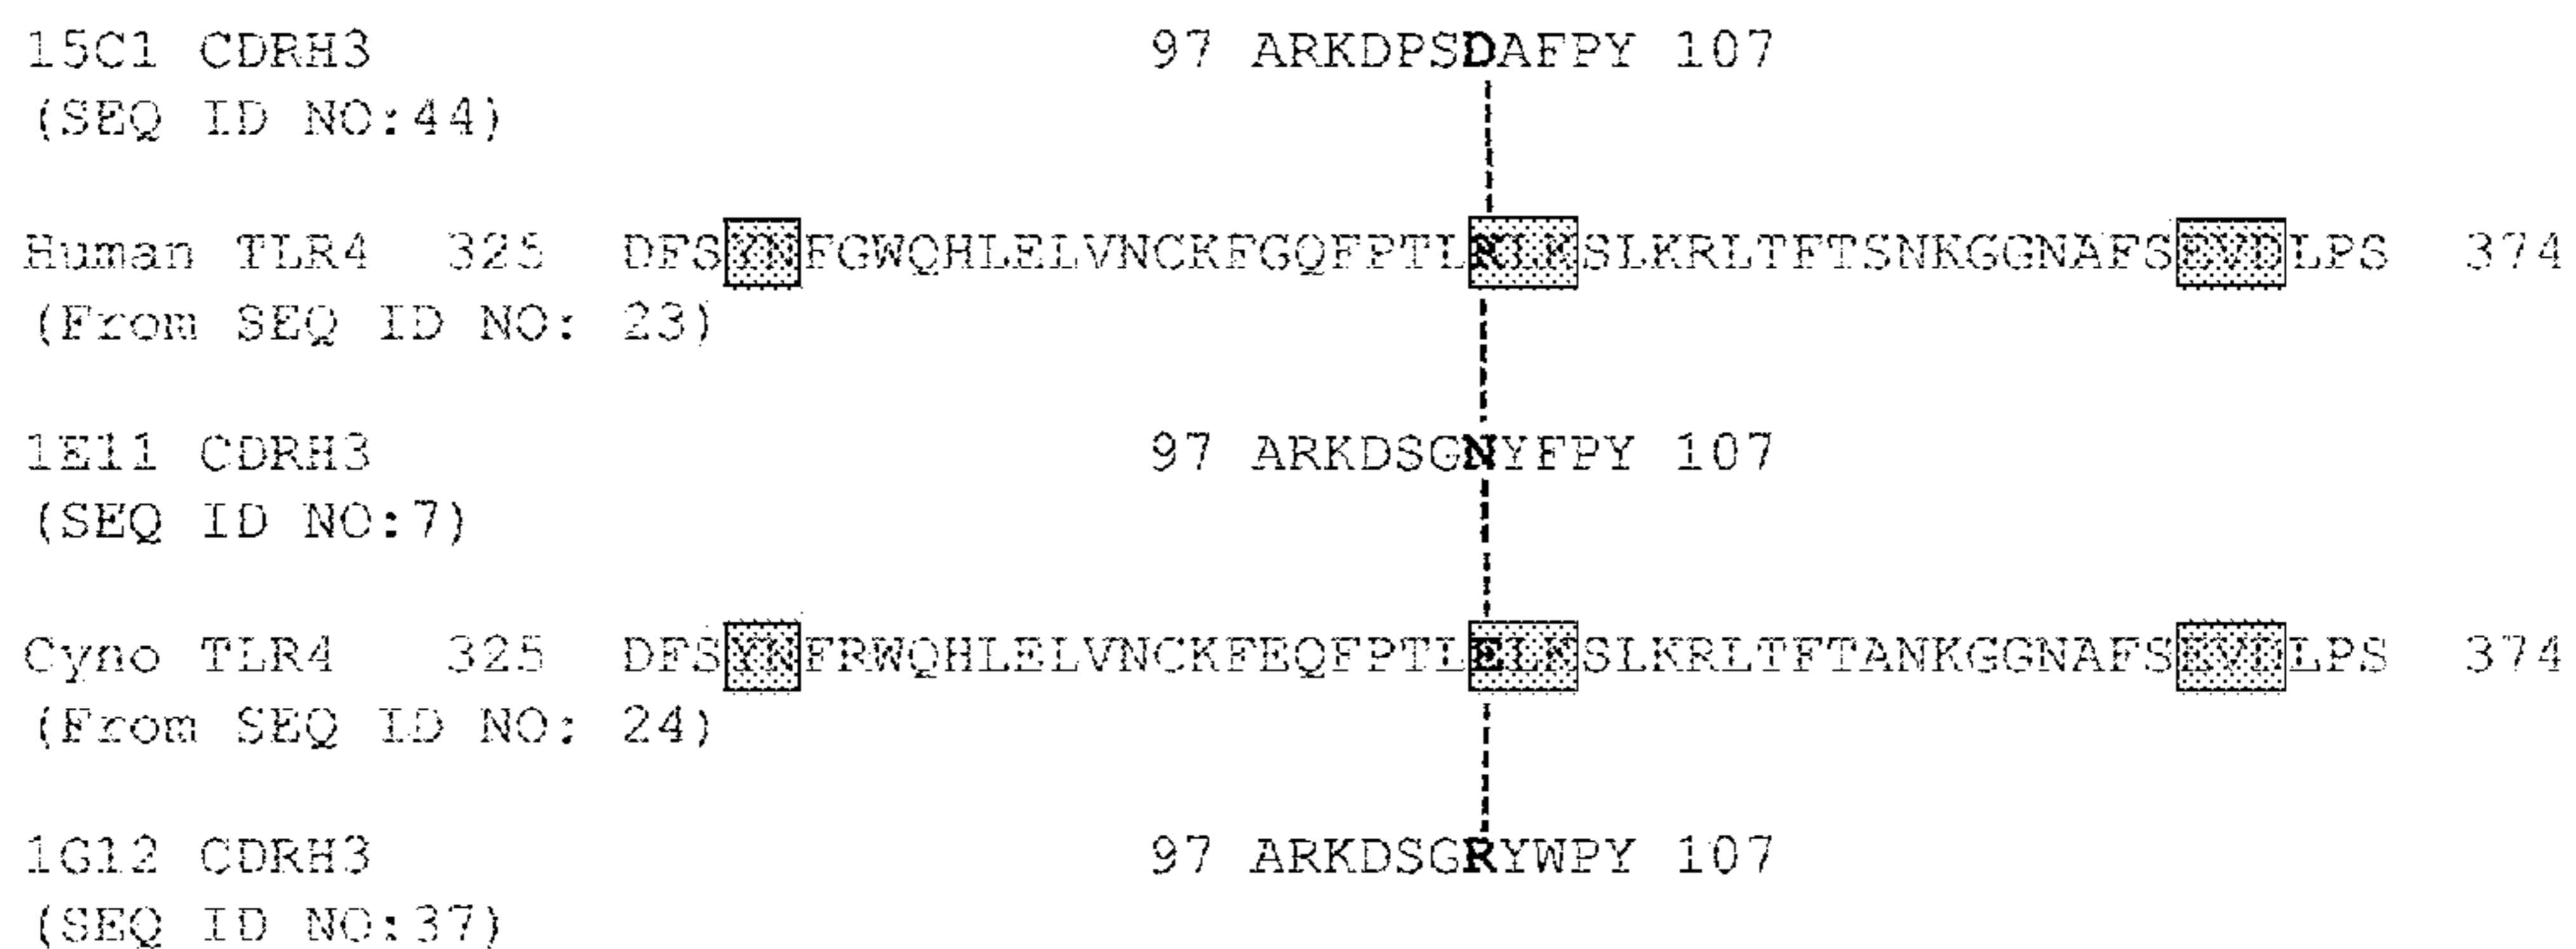 15C1 CDRH3 97 ARKDPSDAFPY 107
(SEQ ID NO:44)
Human TLR4 325 DFSYNFGWQHLELVNCKFGQFPTLKLKSLKRLTFTSNKGGNAFSEVDLPS 374
(From SEQ ID NO: 23)
1E11 CDRH3 97 ARKDSGNYFPY 107
(SEQ ID NO:7)
Cyno TLR4 325 DFSYNFRWQHLELVNCKFEQFPTLELKSLKRLTFTANKGGNAFSEVDLPS 374
(From SEQ ID NO: 24)
1G12 CDRH3 97 ARKDSGRYWPY 107
(SEQ ID NO:37)